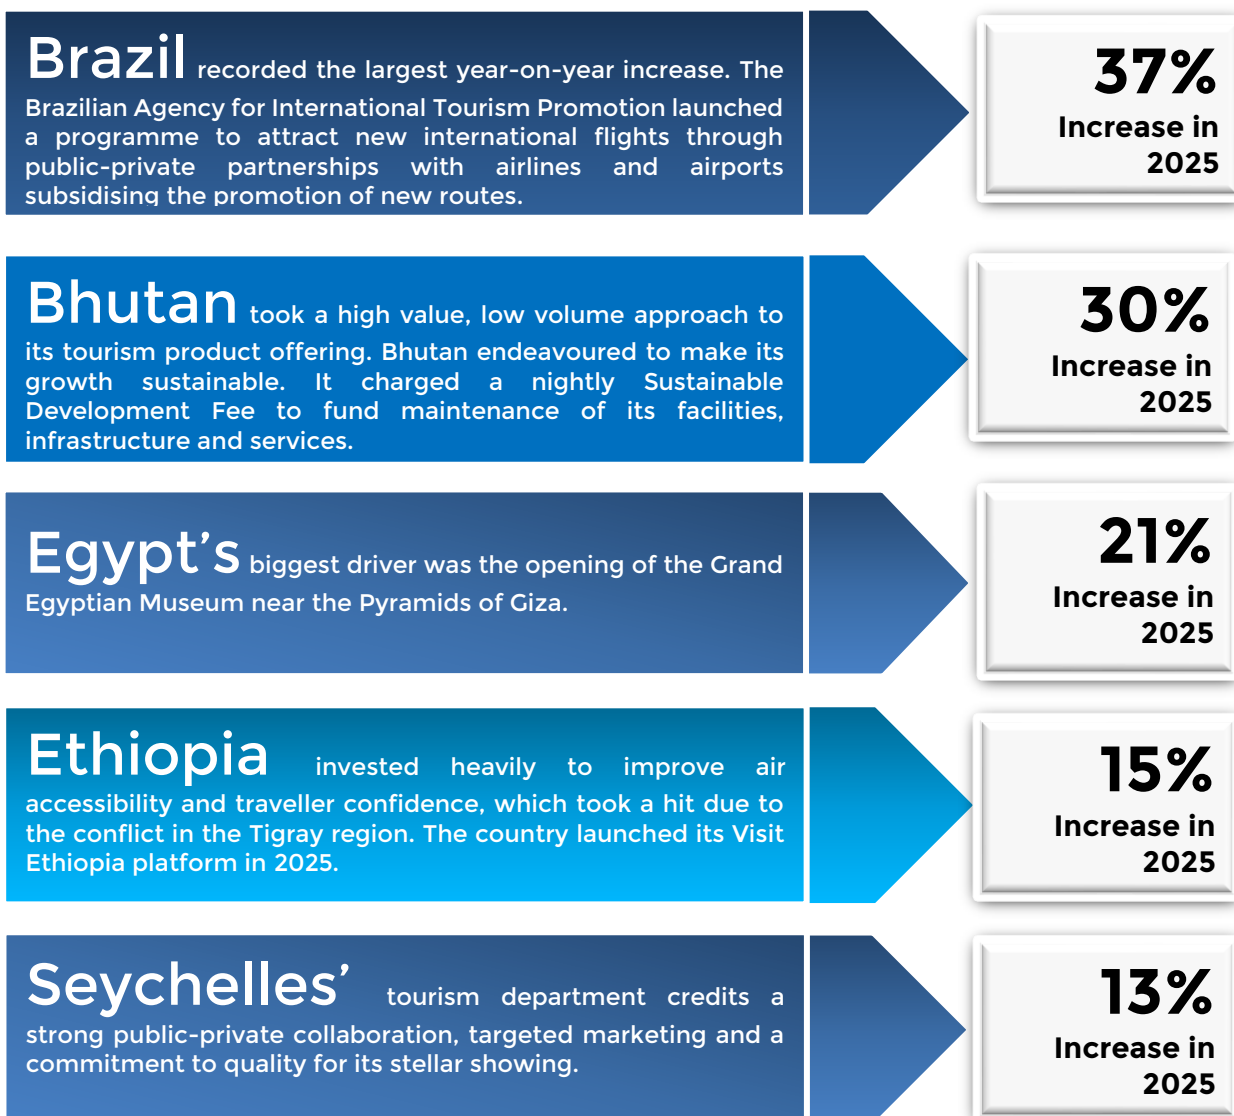 Brazil recorded the largest year-on-year increase. The
Brazilian Agency for International Tourism Promotion launched
a programme to attract new international flights through
public-private partnerships with airlines and airports
subsidising the promotion of new routes.
37%
Increase in
2025
Bhutan took a high value, low volume approach to
its tourism product offering. Bhutan endeavoured to make its
growth sustainable. It charged a nightly Sustainable
Development Fee to fund maintenance of its facilities,
infrastructure and services.
30%
Increase in
2025
Egypt’s biggest driver was the opening of the Grand
Egyptian Museum near the Pyramids of Giza.
21%
Increase in
2025
Ethiopia invested heavily to improve air
accessibility and traveller confidence, which took a hit due to
the conflict in the Tigray region. The country launched its Visit
Ethiopia platform in 2025.
15%
Increase in
2025
Seychelles’ tourism department credits a
strong public-private collaboration, targeted marketing and a
commitment to quality for its stellar showing.
13%
Increase in
2025